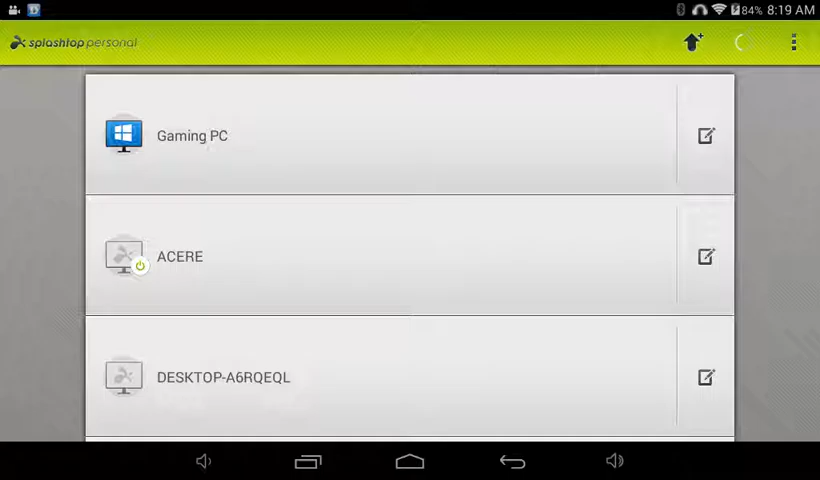 84% 8:19 AM
splashtop personal
Gaming PC
ACERE
DESKTOP-A6RQEQL